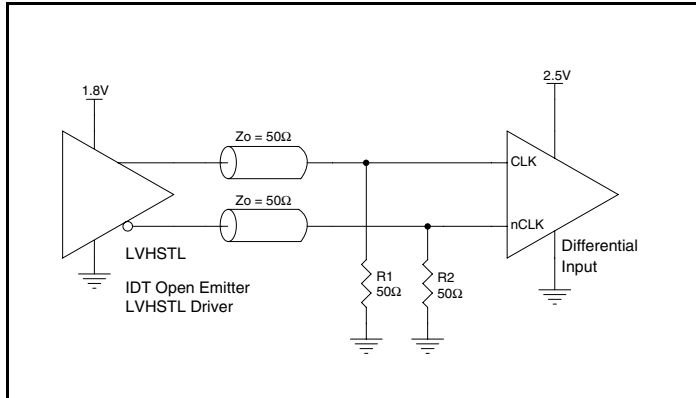 1.8V
2.5V
Zo = 50Ω
CLK
Zo = 50Ω
nCLK
LVHSTL
IDT Open Emitter
LVHSTL Driver
R1
50Ω
R2
50Ω
Differential
Input